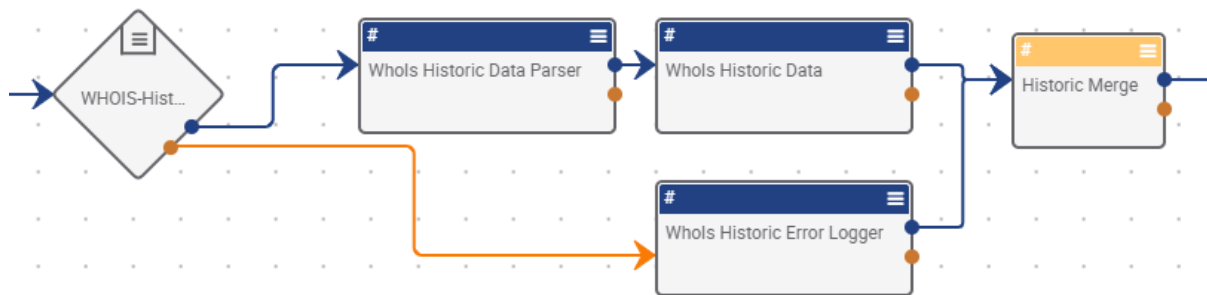 WHOIS-Hist...
#
WhoIs Historic Data Parser
#
WhoIs Historic Data
#
Historic Merge
#
WhoIs Historic Error Logger